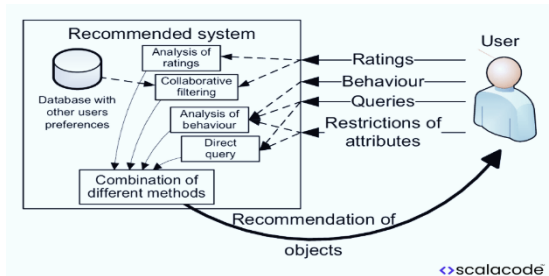 Recommended system
Analysis of
ratings
Collaborative
filtering
Database with
other users
preferences
Analysis of
behaviour
Direct
query
Combination of
different methods
User
Ratings
Behaviour
Queries
Restrictions of
attributes
Recommendation of
objects
<>scalacode